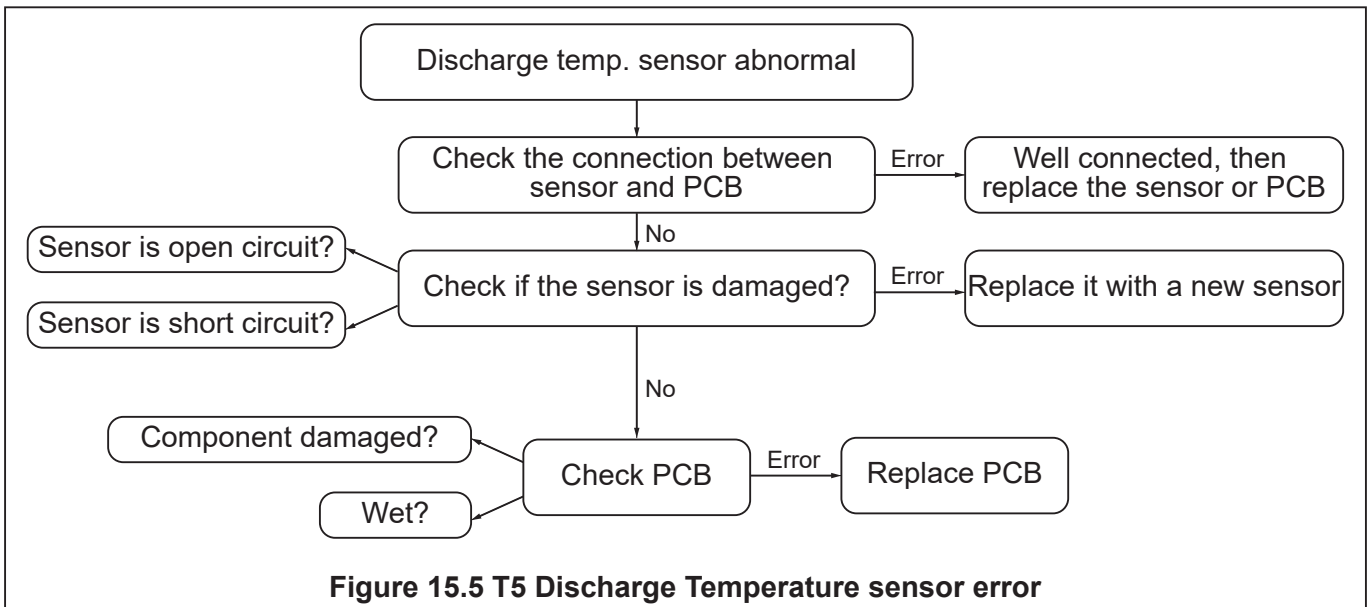 Discharge temp. sensor abnormal
Check the connection between
sensor and PCB
Error
Well connected, then
replace the sensor or PCB
No
Sensor is open circuit?
Sensor is short circuit?
Check if the sensor is damaged?
Error
Replace it with a new sensor
No
Component damaged?
Wet?
Check PCB
Error
Replace PCB
Figure 15.5 T5 Discharge Temperature sensor error